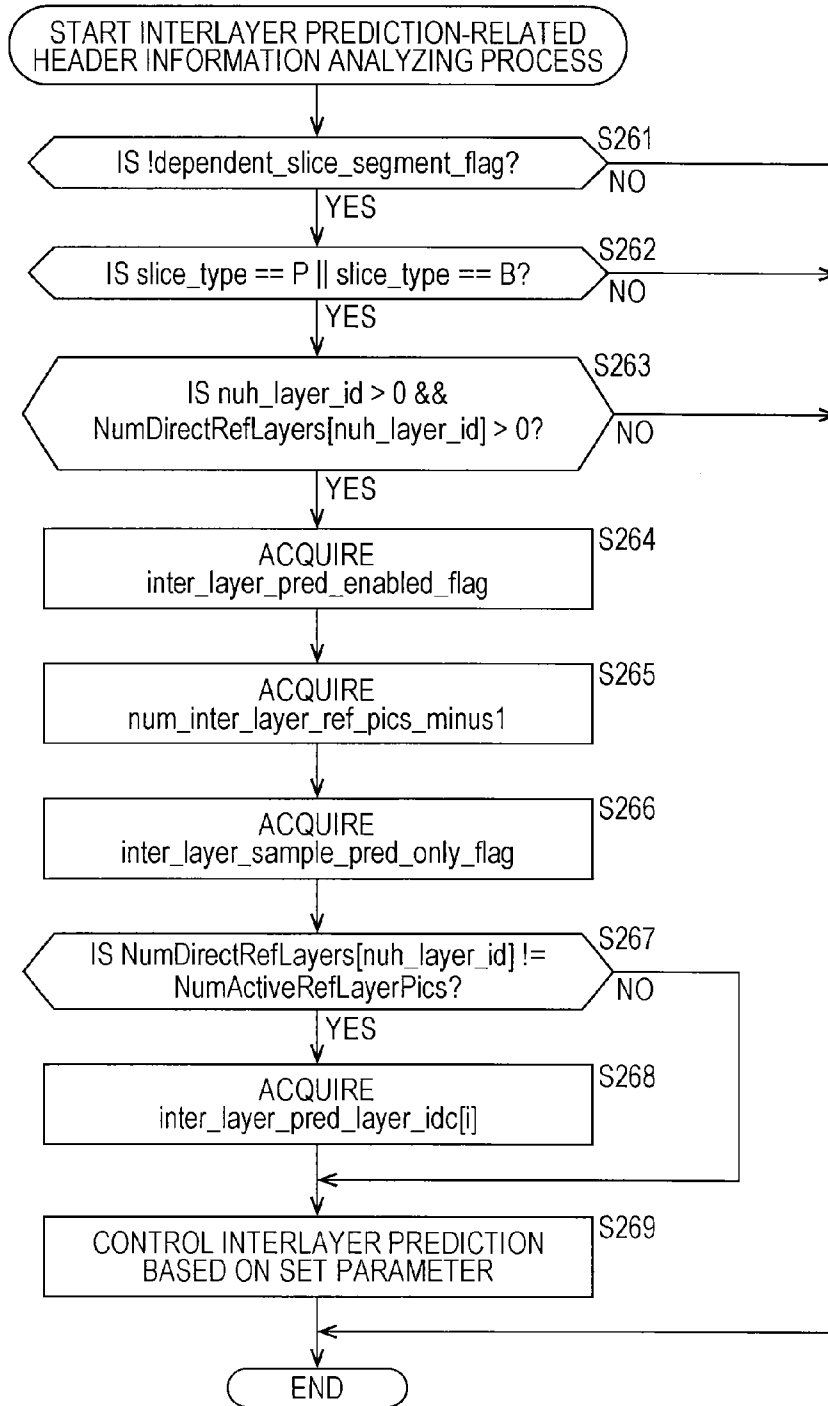 START INTERLAYER PREDICTION-RELATED
HEADER INFORMATION ANALYZING PROCESS
S261
IS !dependent_slice_segment_flag?
NO
YES
S262
IS slice_type == P || slice_type == B?
NO
YES
S263
IS nuh_layer_id > 0 &&
NumDirectRefLayers[nuh_layer_id] > 0?
NO
YES
S264
ACQUIRE
inter_layer_pred_enabled_flag
S265
ACQUIRE
num_inter_layer_ref_pics_minus1
S266
ACQUIRE
inter_layer_sample_pred_only_flag
S267
IS NumDirectRefLayers[nuh_layer_id] !=
NumActiveRefLayerPics?
NO
YES
S268
ACQUIRE
inter_layer_pred_layer_idc[i]
S269
CONTROL INTERLAYER PREDICTION
BASED ON SET PARAMETER
END